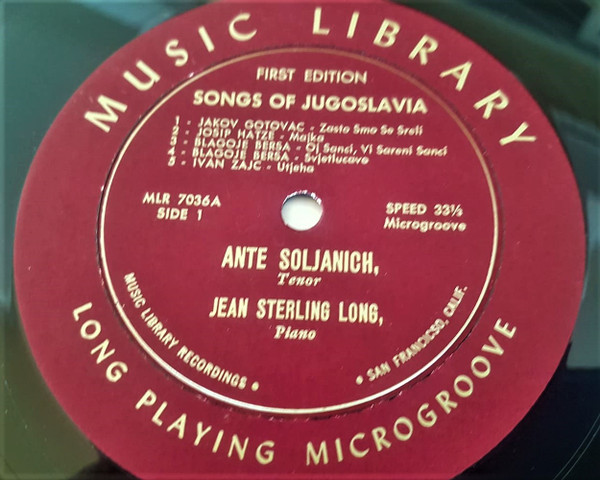 MUSIC LIBRARY
FIRST EDITION
SONGS OF JUGOSLAVIA
1 - JAKOV GOTOVAC - Zasto Smo Se Sreli
2 - JOSIP HATZE - Majka
3 - BLAGOJE BERSA - Oj Sanci, Vi Sareni Sanci
4 - BLAGOJE BERSA - Svjetlucavo
5 - IVAN ZAJC - Utjeha
MLR 7036A
SIDE 1
SPEED 33⅓
Microgroove
ANTE SOLJANICH,
Tenor
JEAN STERLING LONG,
Piano
MUSIC LIBRARY RECORDINGS • • SAN FRANCICSO, CALIF.
LONG PLAYING MICROGROOVE